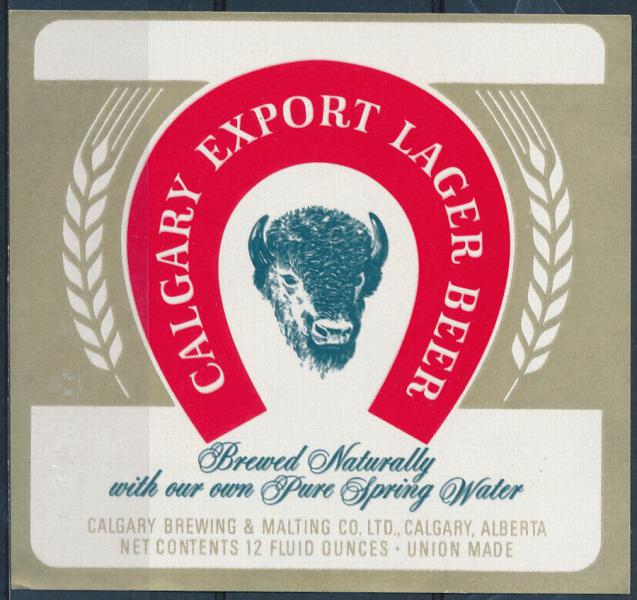 CALGARY EXPORT LAGER BEER
Brewed Naturally
with our own Pure Spring Water
CALGARY BREWING & MALTING CO. LTD., CALGARY, ALBERTA
NET CONTENTS 12 FLUID OUNCES · UNION MADE